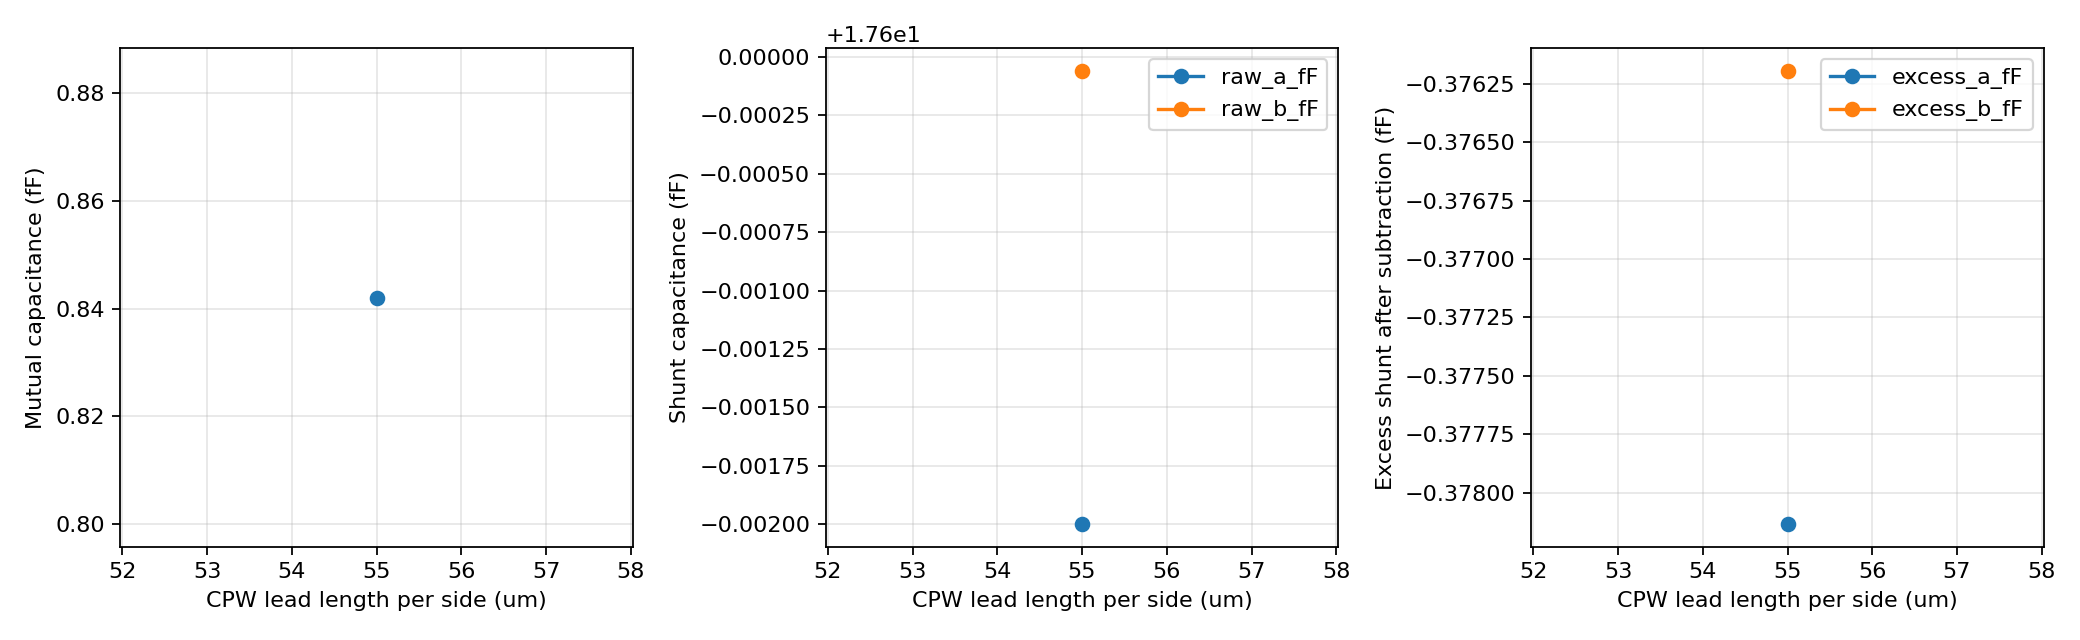 Mutual capacitance (fF)
0.88
0.86
0.84
0.82
0.80
52 53 54 55 56 57 58
CPW lead length per side (um)
+1.76e1
Shunt capacitance (fF)
0.00000
−0.00025
−0.00050
−0.00075
−0.00100
−0.00125
−0.00150
−0.00175
−0.00200
raw_a_fF
raw_b_fF
52 53 54 55 56 57 58
CPW lead length per side (um)
Excess shunt after subtraction (fF)
−0.37625
−0.37650
−0.37675
−0.37700
−0.37725
−0.37750
−0.37775
−0.37800
excess_a_fF
excess_b_fF
52 53 54 55 56 57 58
CPW lead length per side (um)